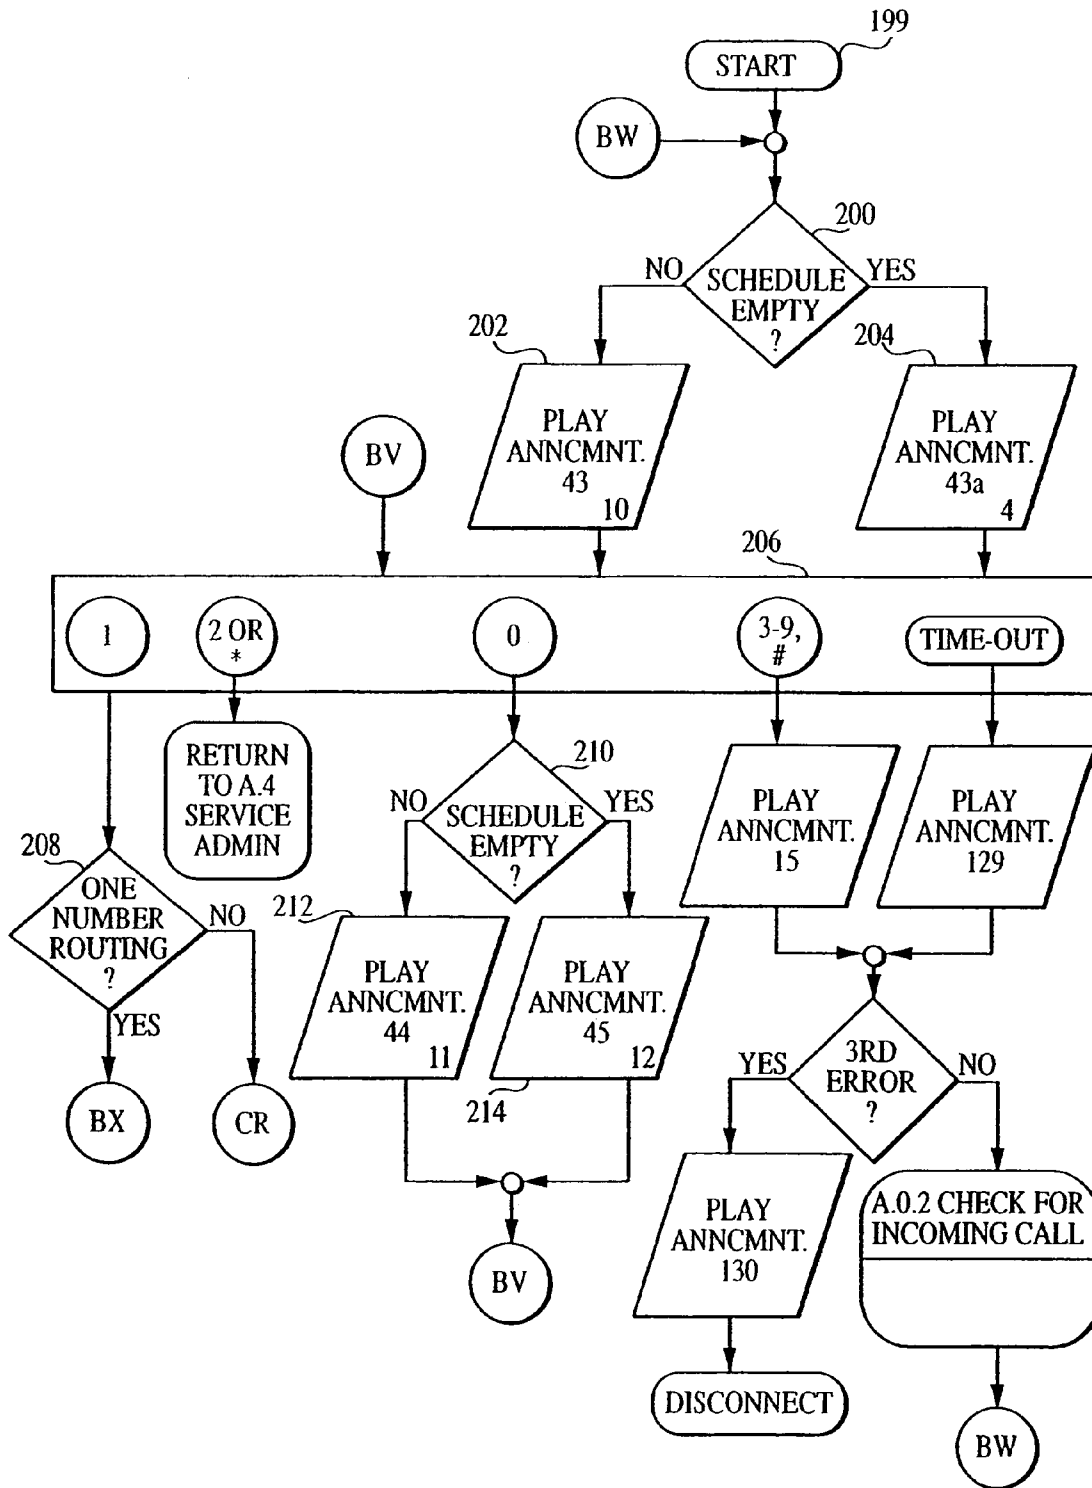 199
START
BW
200
NO
SCHEDULE
EMPTY
?
YES
202
204
PLAY
ANNCMNT.
43
10
PLAY
ANNCMNT.
43a
4
BV
206
1
2 OR
*
0
3-9,
#
TIME-OUT
RETURN
TO A.4
SERVICE
ADMIN
210
NO
SCHEDULE
EMPTY
?
YES
PLAY
ANNCMNT.
15
PLAY
ANNCMNT.
129
208
ONE
NUMBER
ROUTING
?
NO
YES
212
PLAY
ANNCMNT.
44
11
PLAY
ANNCMNT.
45
12
214
YES
3RD
ERROR
?
NO
BX
CR
BV
PLAY
ANNCMNT.
130
A.0.2 CHECK FOR
INCOMING CALL
DISCONNECT
BW